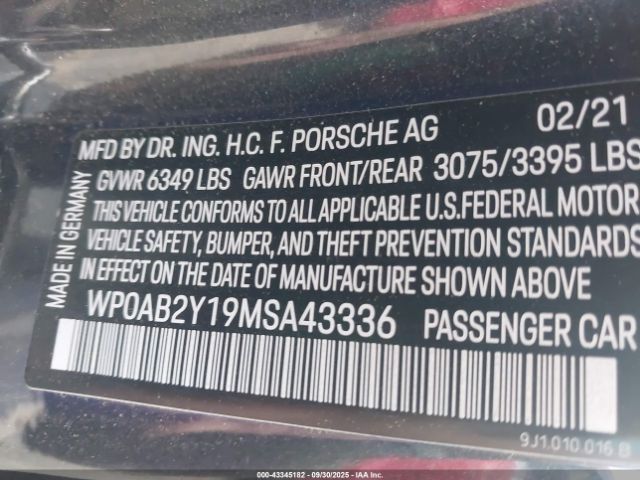 MFD BY DR. ING. H.C. F. PORSCHE AG 02/21
GVWR 6349 LBS GAWR FRONT/REAR 3075/3395 LBS
THIS VEHICLE CONFORMS TO ALL APPLICABLE U.S.FEDERAL MOTOR
VEHICLE SAFETY, BUMPER, AND THEFT PREVENTION STANDARDS
IN EFFECT ON THE DATE OF MANUFACTURE SHOWN ABOVE
WP0AB2Y19MSA43336 PASSENGER CAR
MADE IN GERMANY
9J1.010.016 B
000-43345182 - 09/30/2025 - IAAI.COM